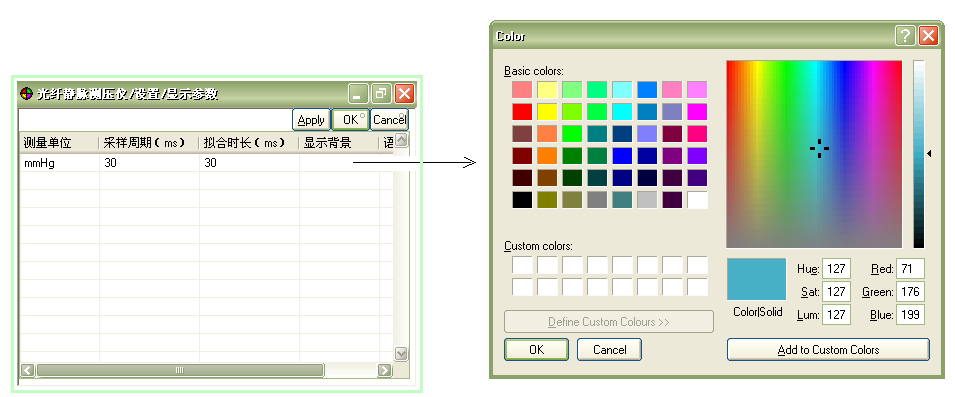 光纤静脉测压仪/设置/显示参数
Apply OK Cancel
测量单位 采样周期(ms) 拟合时长(ms) 显示背景 语
mmHg 30 30
Color
Basic colors:
Custom colors:
Define Custom Colours >>
OK Cancel
Hue: 127 Red: 71
Sat: 127 Green: 176
Color|Solid
Lum: 127 Blue: 199
Add to Custom Colors